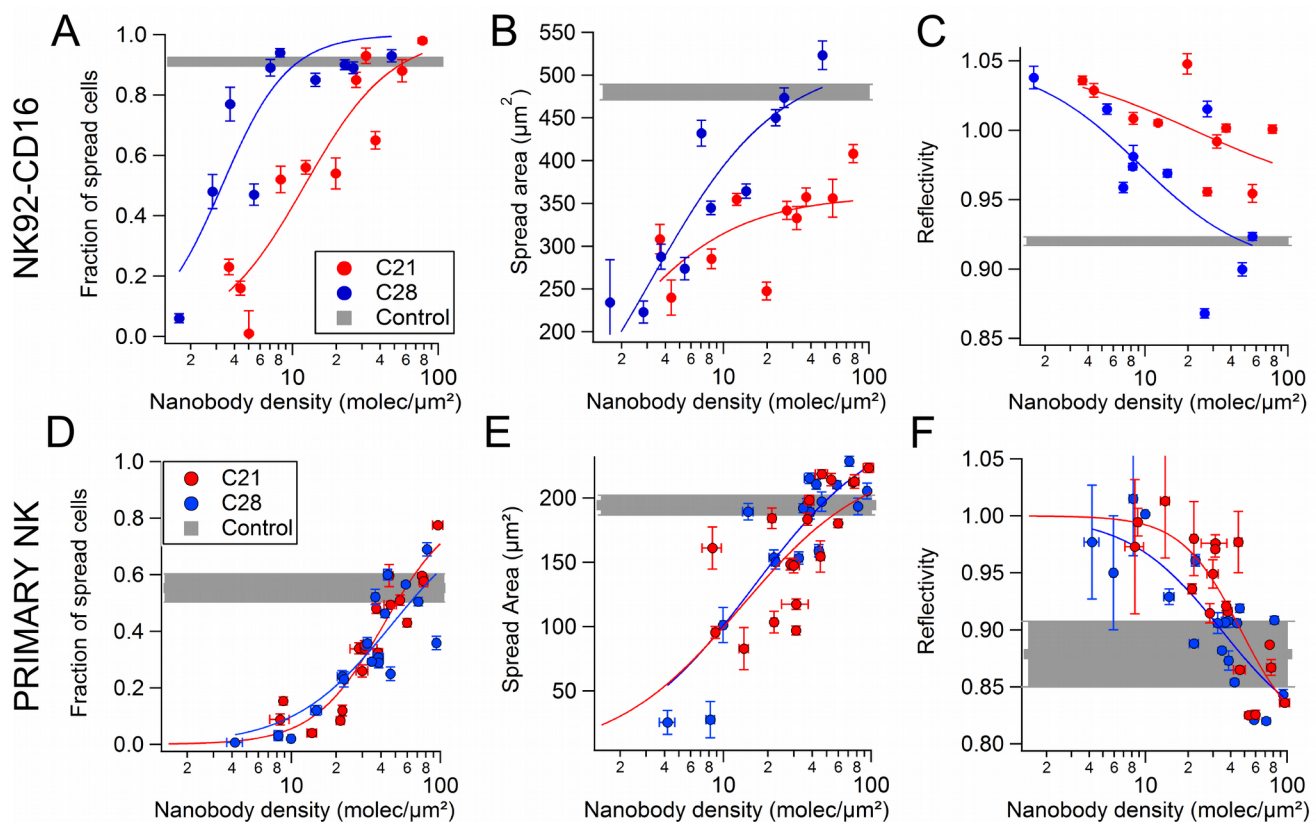 A
B
C
NK92-CD16
Fraction of spread cells
1.0
0.8
0.6
0.4
0.2
0.0
C21
C28
Control
2 4 6 10 2 4 6 100
Nanobody density (molec/µm²)
Spread area (µm²)
550
500
450
400
350
300
250
200
2 4 6 8 10 2 4 6 8 100
Nanobody density (molec/µm²)
Reflectivity
1.05
1.00
0.95
0.90
0.85
2 4 6 10 2 4 6 100
Nanobody density (molec/µm²)
D
E
F
PRIMARY NK
Fraction of spread cells
1.0
0.8
0.6
0.4
0.2
0.0
C21
C28
Control
2 4 6 10 2 4 6 100
Nanobody density (molec/µm²)
Spread Area (µm²)
200
150
100
50
2 4 6 8 10 2 4 6 8 100
Nanobody density (molec/µm²)
Reflectivity
1.05
1.00
0.95
0.90
0.85
0.80
2 4 6 10 2 4 6 100
Nanobody density (molec/µm²)